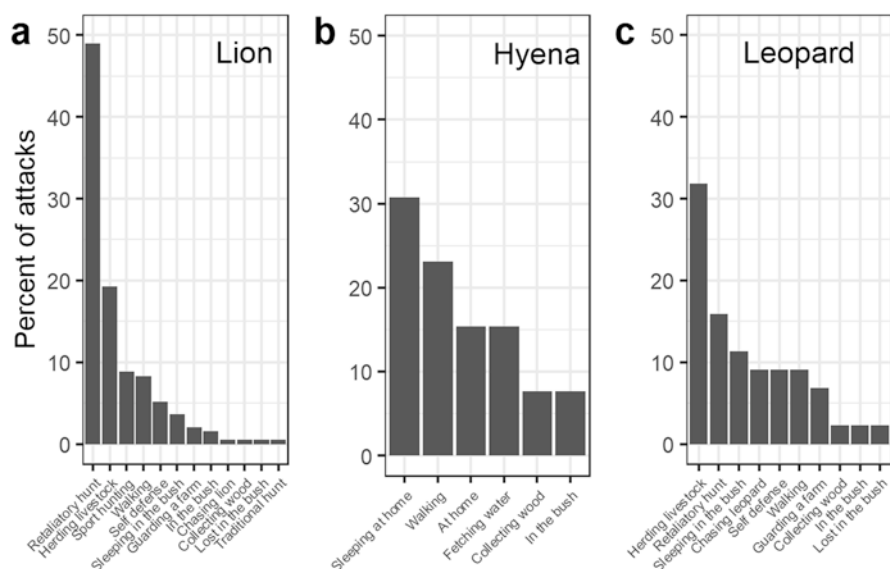 a
Lion
b
Hyena
c
Leopard
Percent of attacks
50
40
30
20
10
0
Retaliatory hunt
Herding livestock
Sport hunting
Walking
Self defense
Sleeping in the bush
Guarding a farm
In the bush
Chasing lion
Collecting wood
Lost in the bush
Traditional hunt
50
40
30
20
10
0
Sleeping at home
Walking
At home
Fetching water
Collecting wood
In the bush
50
40
30
20
10
0
Herding livestock
Retaliatory hunt
Sleeping in the bush
Chasing leopard
Self defense
Walking
Guarding a farm
Collecting wood
In the bush
Lost in the bush